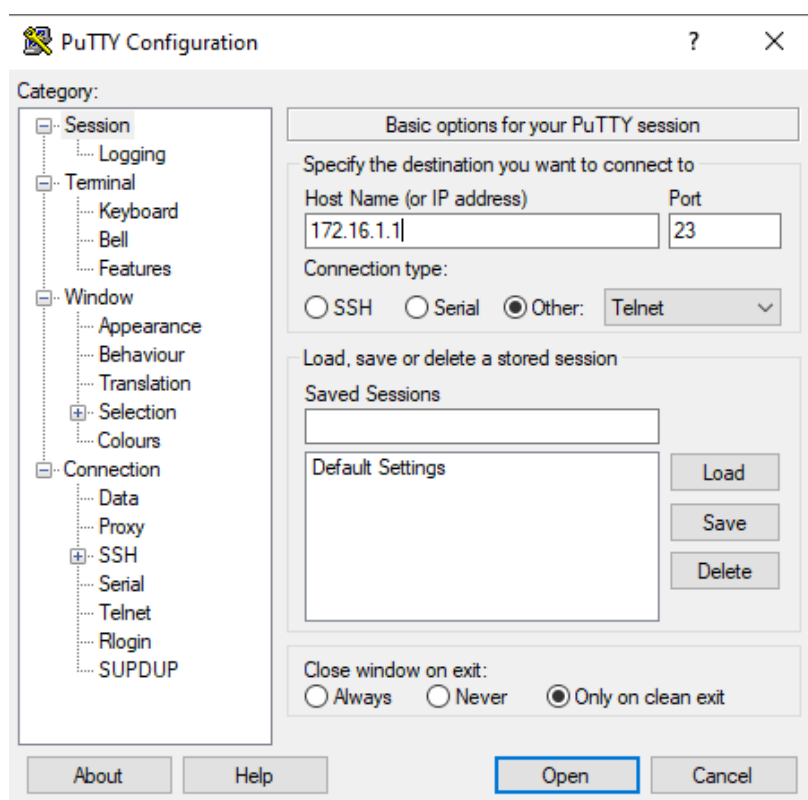 PuTTY Configuration
?
Category:
Session
Logging
Terminal
Keyboard
Bell
Features
Window
Appearance
Behaviour
Translation
Selection
Colours
Connection
Data
Proxy
SSH
Serial
Telnet
Rlogin
SUPDUP
Basic options for your PuTTY session
Specify the destination you want to connect to
Host Name (or IP address) Port
172.16.1.1 23
Connection type:
SSH Serial Other: Telnet
Load, save or delete a stored session
Saved Sessions
Default Settings
Load
Save
Delete
Close window on exit:
Always Never Only on clean exit
About Help Open Cancel